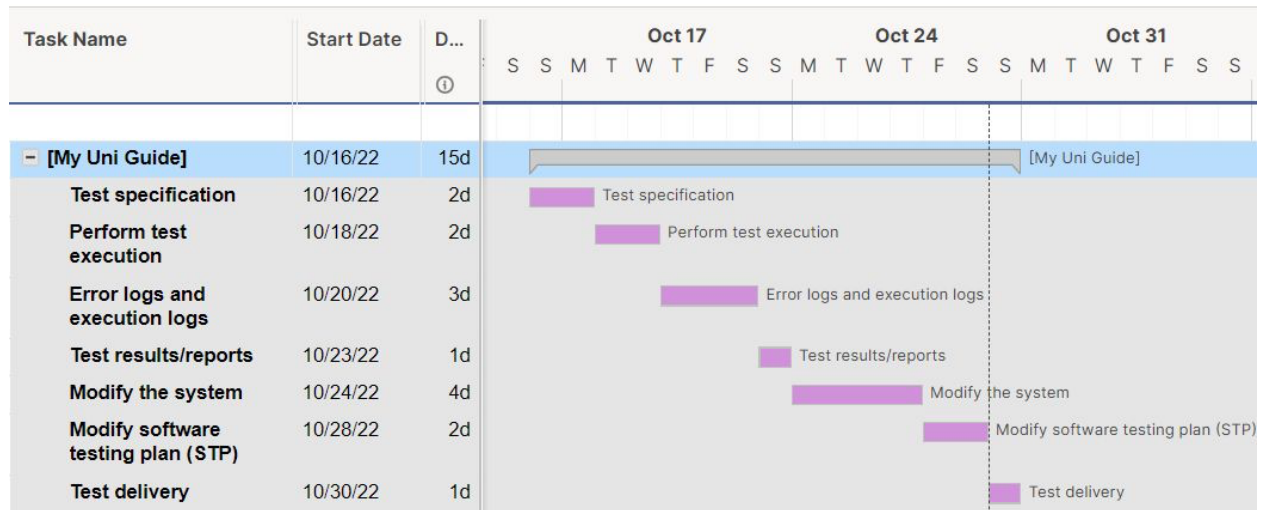 Task Name Start Date D... Oct 17 Oct 24 Oct 31
S S M T W T F S S M T W T F S S M T W T F S S
[My Uni Guide] 10/16/22 15d [My Uni Guide]
Test specification 10/16/22 2d Test specification
Perform test 10/18/22 2d Perform test execution
execution
Error logs and 10/20/22 3d Error logs and execution logs
execution logs
Test results/reports 10/23/22 1d Test results/reports
Modify the system 10/24/22 4d Modify the system
Modify software 10/28/22 2d Modify software testing plan (STP)
testing plan (STP)
Test delivery 10/30/22 1d Test delivery